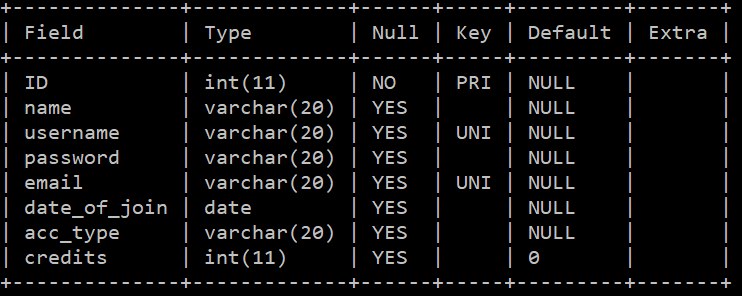 +--------------+-------------+------+-----+---------+-------+
| Field        | Type        | Null | Key | Default | Extra |
+--------------+-------------+------+-----+---------+-------+
| ID           | int(11)     | NO   | PRI | NULL    |       |
| name         | varchar(20) | YES  |     | NULL    |       |
| username     | varchar(20) | YES  | UNI | NULL    |       |
| password     | varchar(20) | YES  |     | NULL    |       |
| email        | varchar(20) | YES  | UNI | NULL    |       |
| date_of_join | date        | YES  |     | NULL    |       |
| acc_type     | varchar(20) | YES  |     | NULL    |       |
| credits      | int(11)     | YES  |     | 0       |       |
+--------------+-------------+------+-----+---------+-------+